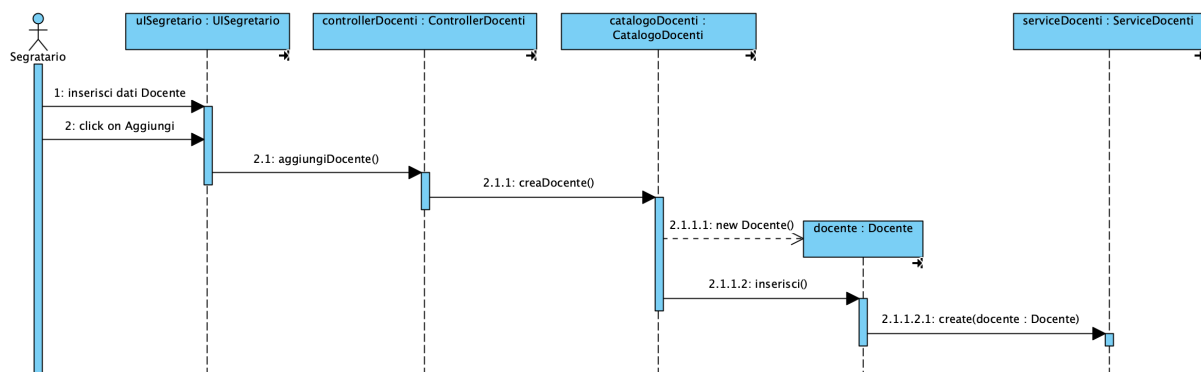 uISegretario : UISegretario
controllerDocenti : ControllerDocenti
catalogoDocenti :
CatalogoDocenti
serviceDocenti : ServiceDocenti
Segratario
1: inserisci dati Docente
2: click on Aggiungi
2.1: aggiungiDocente()
2.1.1: creaDocente()
2.1.1.1: new Docente()
docente : Docente
2.1.1.2: inserisci()
2.1.1.2.1: create(docente : Docente)